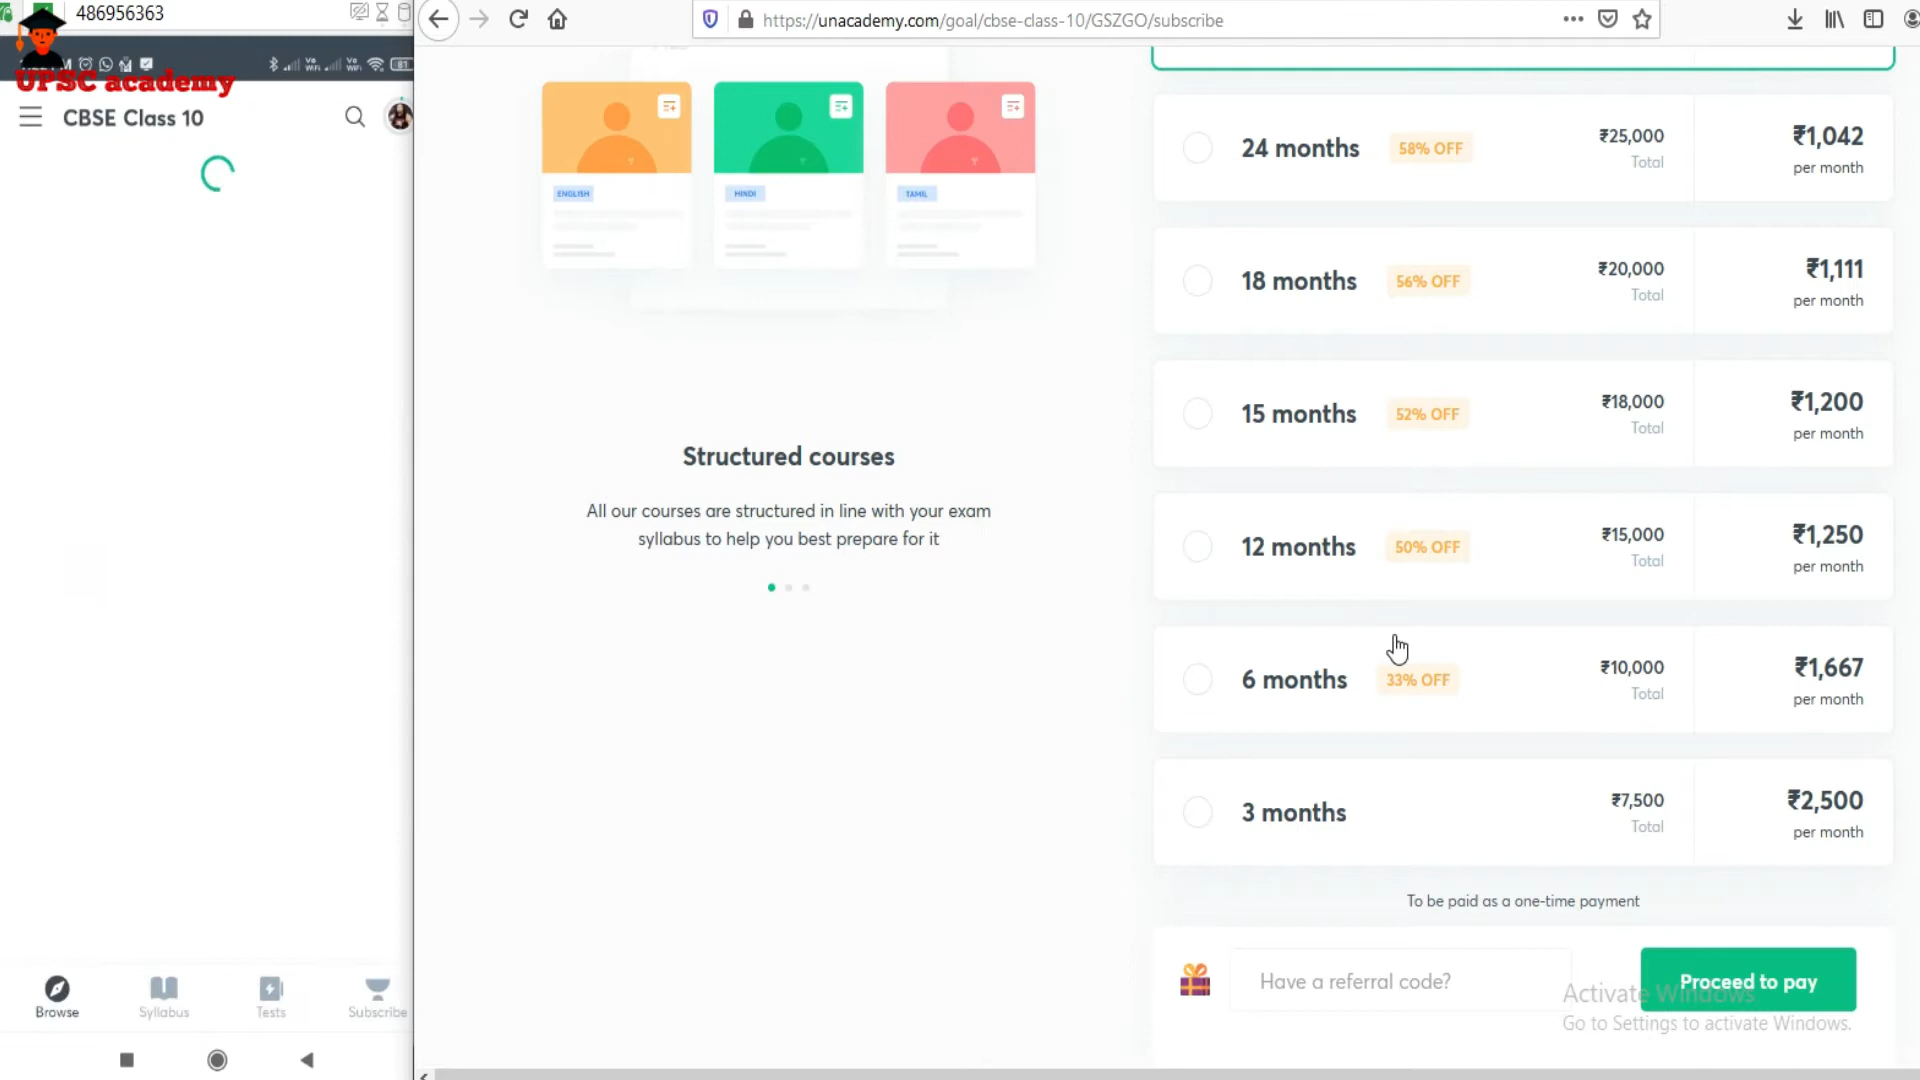 486956363
UPSC academy
CBSE Class 10
Browse
Syllabus
Tests
Subscribe
https://unacademy.com/goal/cbse-class-10/GSZGO/subscribe
ENGLISH
HINDI
TAMIL
Structured courses
All our courses are structured in line with your exam
syllabus to help you best prepare for it
24 months 58% OFF ₹25,000 ₹1,042
Total per month
18 months 56% OFF ₹20,000 ₹1,111
Total per month
15 months 52% OFF ₹18,000 ₹1,200
Total per month
12 months 50% OFF ₹15,000 ₹1,250
Total per month
6 months 33% OFF ₹10,000 ₹1,667
Total per month
3 months ₹7,500 ₹2,500
Total per month
To be paid as a one-time payment
Have a referral code?
Proceed to pay
Activate Windows
Go to Settings to activate Windows.